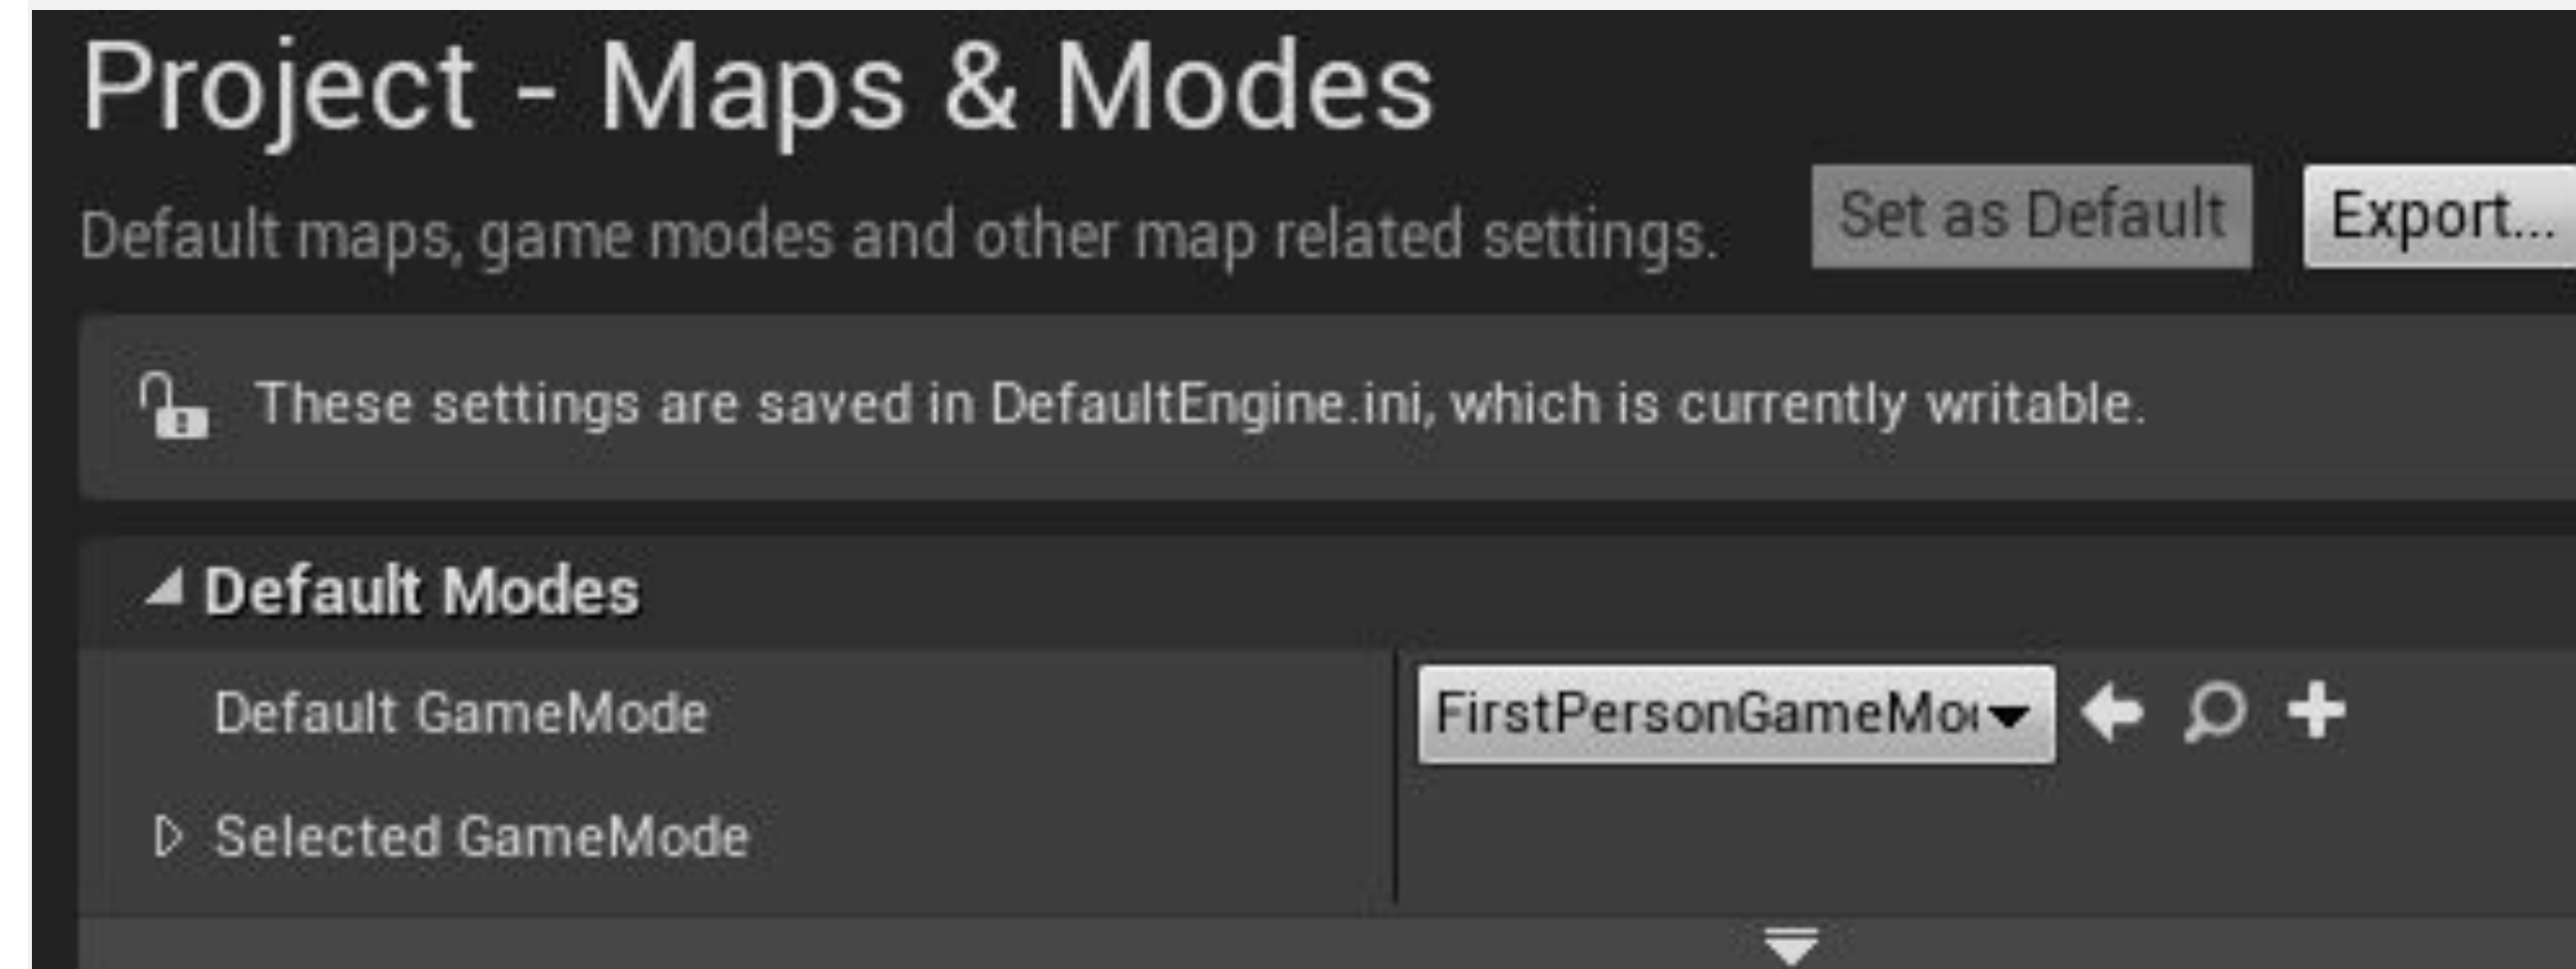 Project - Maps & Modes
Default maps, game modes and other map related settings.
Set as Default
Export...
These settings are saved in DefaultEngine.ini, which is currently writable.
Default Modes
Default GameMode
FirstPersonGameMo
Selected GameMode